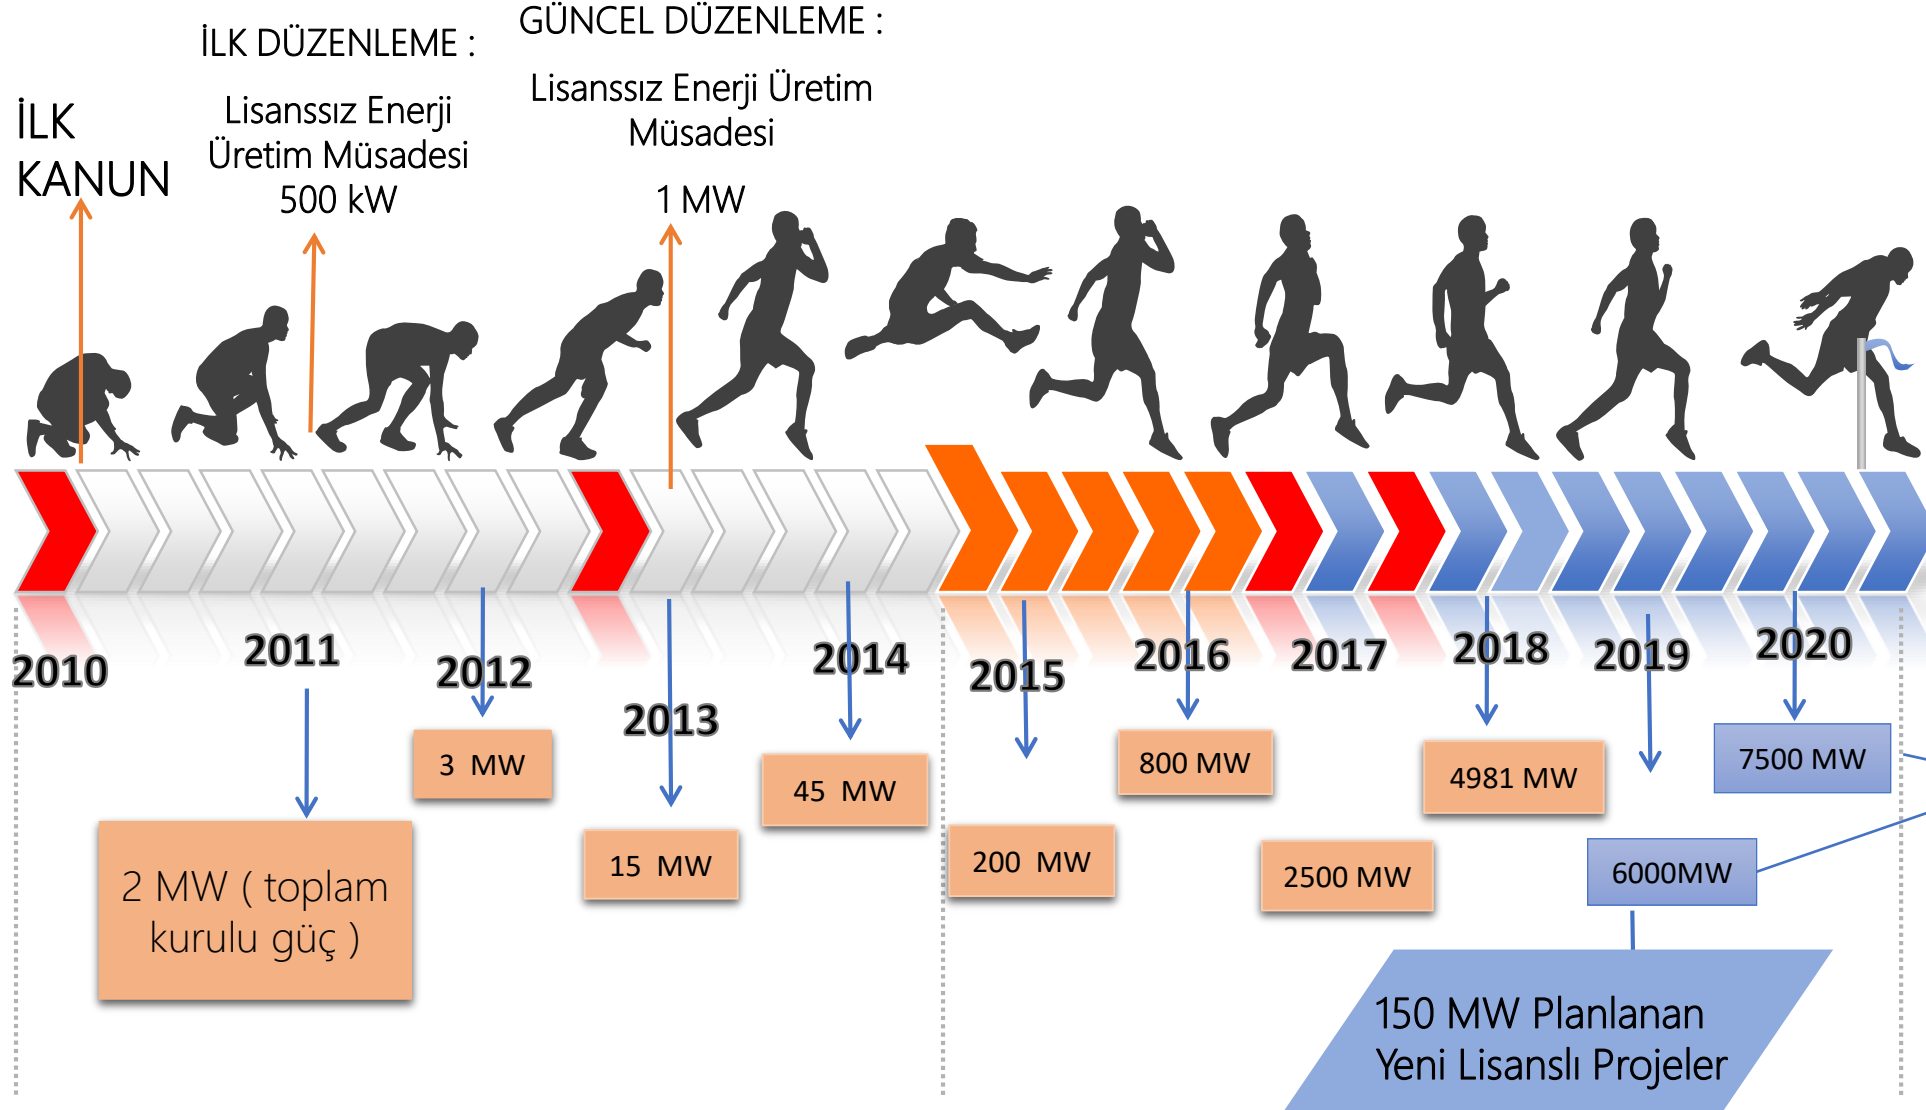 İLK
KANUN
İLK DÜZENLEME :
Lisanssız Enerji
Üretim Müsadesi
500 kW
GÜNCEL DÜZENLEME :
Lisanssız Enerji Üretim
Müsadesi
1 MW
2010
2011
2012
2013
2014
2015
2016
2017
2018
2019
2020
2 MW ( toplam
kurulu güç )
3 MW
15 MW
45 MW
200 MW
800 MW
2500 MW
4981 MW
6000MW
7500 MW
150 MW Planlanan
Yeni Lisanslı Projeler